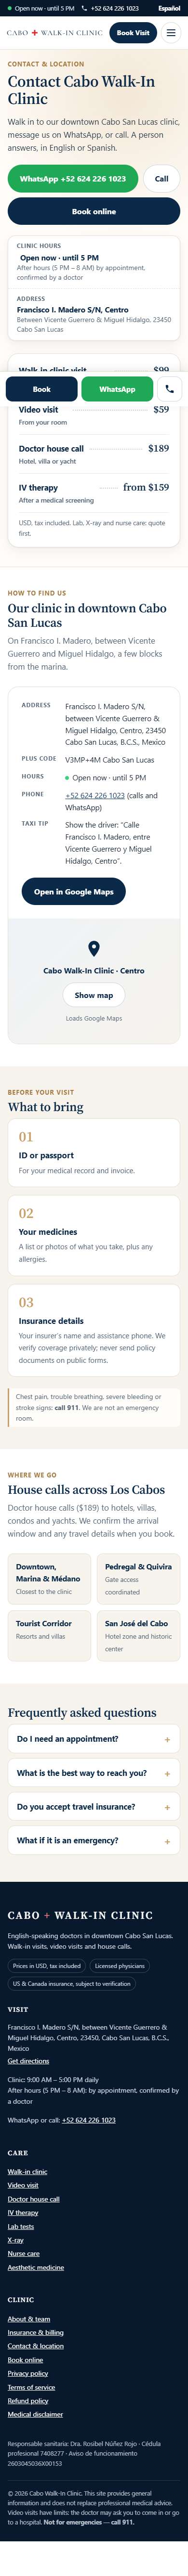 Open now · until 5 PM +52 624 226 1023 Español
CABO + WALK-IN CLINIC Book Visit
CONTACT & LOCATION
Contact Cabo Walk-In
Clinic
Walk in to our downtown Cabo San Lucas clinic,
message us on WhatsApp, or call. A person
answers, in English or Spanish.
WhatsApp +52 624 226 1023 Call
Book online
CLINIC HOURS
Open now · until 5 PM
After hours (5 PM – 8 AM) by appointment,
confirmed by a doctor
ADDRESS
Francisco I. Madero S/N, Centro
Between Vicente Guerrero & Miguel Hidalgo, 23450
Cabo San Lucas
Walk-in clinic visit $99
Book WhatsApp
Video visit $59
From your room
Doctor house call $189
Hotel, villa or yacht
IV therapy from $159
After a medical screening
USD, tax included. Lab, X-ray and nurse care: quote
first.
HOW TO FIND US
Our clinic in downtown Cabo
San Lucas
On Francisco I. Madero, between Vicente
Guerrero and Miguel Hidalgo, a few blocks
from the marina.
ADDRESS Francisco I. Madero S/N,
between Vicente Guerrero &
Miguel Hidalgo, Centro, 23450
Cabo San Lucas, B.C.S., Mexico
PLUS CODE V3MP+4M Cabo San Lucas
HOURS Open now · until 5 PM
PHONE +52 624 226 1023 (calls and
WhatsApp)
TAXI TIP Show the driver: "Calle
Francisco I. Madero, entre
Vicente Guerrero y Miguel
Hidalgo, Centro".
Open in Google Maps
Cabo Walk-In Clinic · Centro
Show map
Loads Google Maps
BEFORE YOUR VISIT
What to bring
01
ID or passport
For your medical record and invoice.
02
Your medicines
A list or photos of what you take, plus any
allergies.
03
Insurance details
Your insurer's name and assistance phone. We
verify coverage privately; never send policy
documents on public forms.
Chest pain, trouble breathing, severe bleeding or
stroke signs: call 911. We are not an emergency
room.
WHERE WE GO
House calls across Los Cabos
Doctor house calls ($189) to hotels, villas,
condos and yachts. We confirm the arrival
window and any travel details when you book.
Downtown,
Marina & Médano
Closest to the clinic
Pedregal & Quivira
Gate access
coordinated
Tourist Corridor
Resorts and villas
San José del Cabo
Hotel zone and historic
center
Frequently asked questions
Do I need an appointment? +
What is the best way to reach you? +
Do you accept travel insurance? +
What if it is an emergency? +
CABO + WALK-IN CLINIC
English-speaking doctors in downtown Cabo San Lucas.
Walk-in visits, video visits and house calls.
Prices in USD, tax included Licensed physicians
US & Canada insurance, subject to verification
VISIT
Francisco I. Madero S/N, between Vicente Guerrero &
Miguel Hidalgo, Centro, 23450, Cabo San Lucas, B.C.S.,
Mexico
Get directions
Clinic: 9:00 AM – 5:00 PM daily
After hours (5 PM – 8 AM): by appointment, confirmed by
a doctor
WhatsApp or call: +52 624 226 1023
CARE
Walk-in clinic
Video visit
Doctor house call
IV therapy
Lab tests
X-ray
Nurse care
Aesthetic medicine
CLINIC
About & team
Insurance & billing
Contact & location
Book online
Privacy policy
Terms of service
Refund policy
Medical disclaimer
Responsable sanitaria: Dra. Rosibel Núñez Rojo · Cédula
profesional 7408277 · Aviso de funcionamiento
2603045036X00153
© 2026 Cabo Walk-In Clinic. This site provides general
information and does not replace professional medical advice.
Video visits have limits: the doctor may ask you to come in or go
to a hospital. Not for emergencies — call 911.